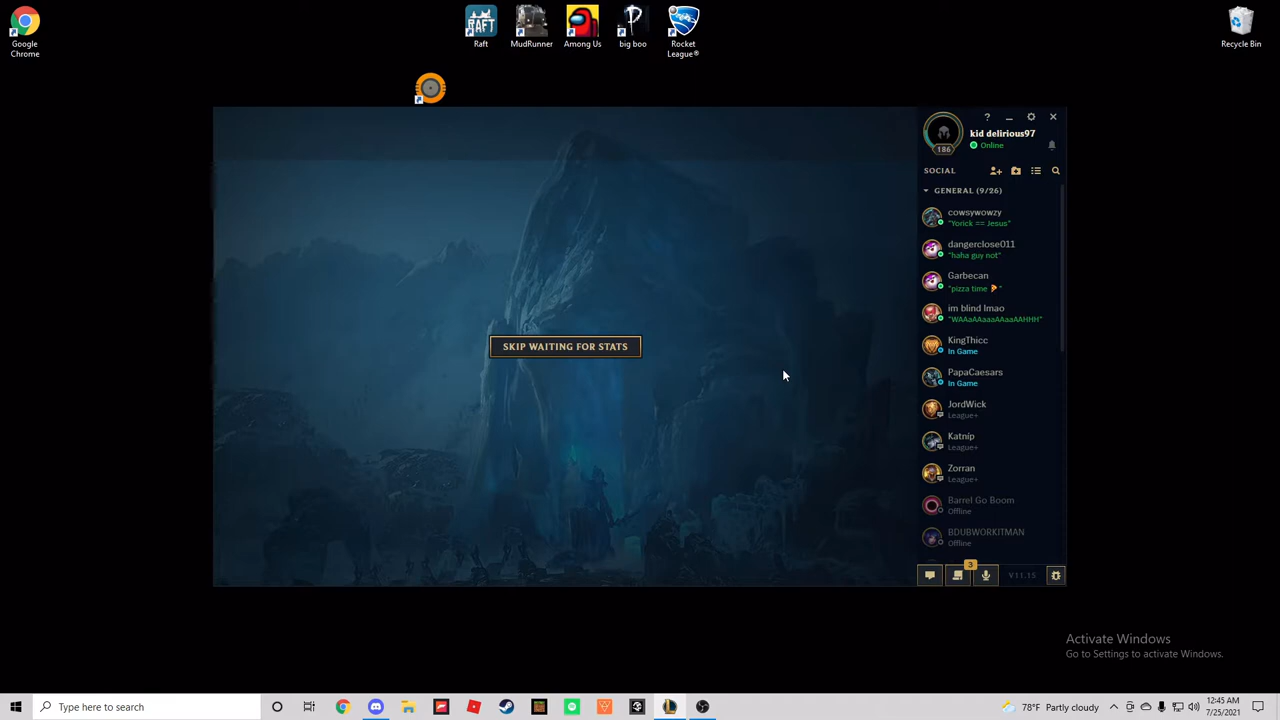 Google
Chrome
RAFT
Raft
MudRunner
Among Us
big boo
Rocket
League®
Recycle Bin
kid delirious97
Online
186
SOCIAL
GENERAL (9/26)
cowsywowzy
"Yorick == Jesus"
dangerclose011
"haha guy not"
Garbecan
"pizza time 🍕"
im blind lmao
"WAAaAAaaaAAaaAAHHH"
KingThicc
In Game
PapaCaesars
In Game
JordWick
League+
Katnip
League+
Zorran
League+
Barrel Go Boom
Offline
BDUBWORKITMAN
Offline
SKIP WAITING FOR STATS
3
V11.15
Activate Windows
Go to Settings to activate Windows.
Type here to search
78°F Partly cloudy
12:45 AM
7/25/2021